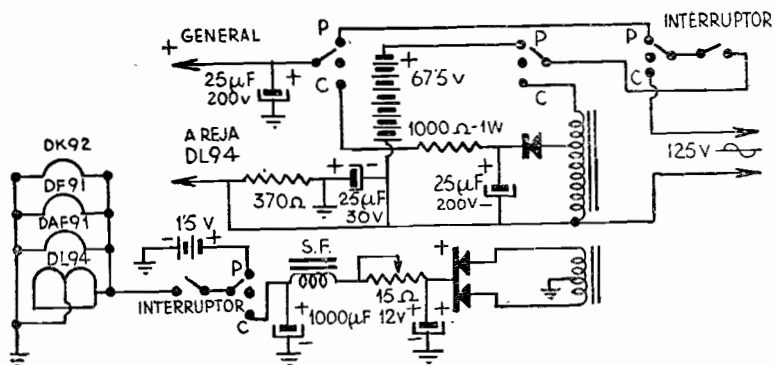 + GENERAL
25µF
200v
+
P
C
+
67'5 v
P
C
INTERRUPTOR
P
C
1000 Ω-1W
125 V
+
25µF
200V-
A REJA
DL94
370Ω
+ -
25µF
30V
DK92
DF91
DAF91
DL94
1'5 V
- +
INTERRUPTOR
P
C
S.F.
+
1000µF
15Ω
12v+
+
+